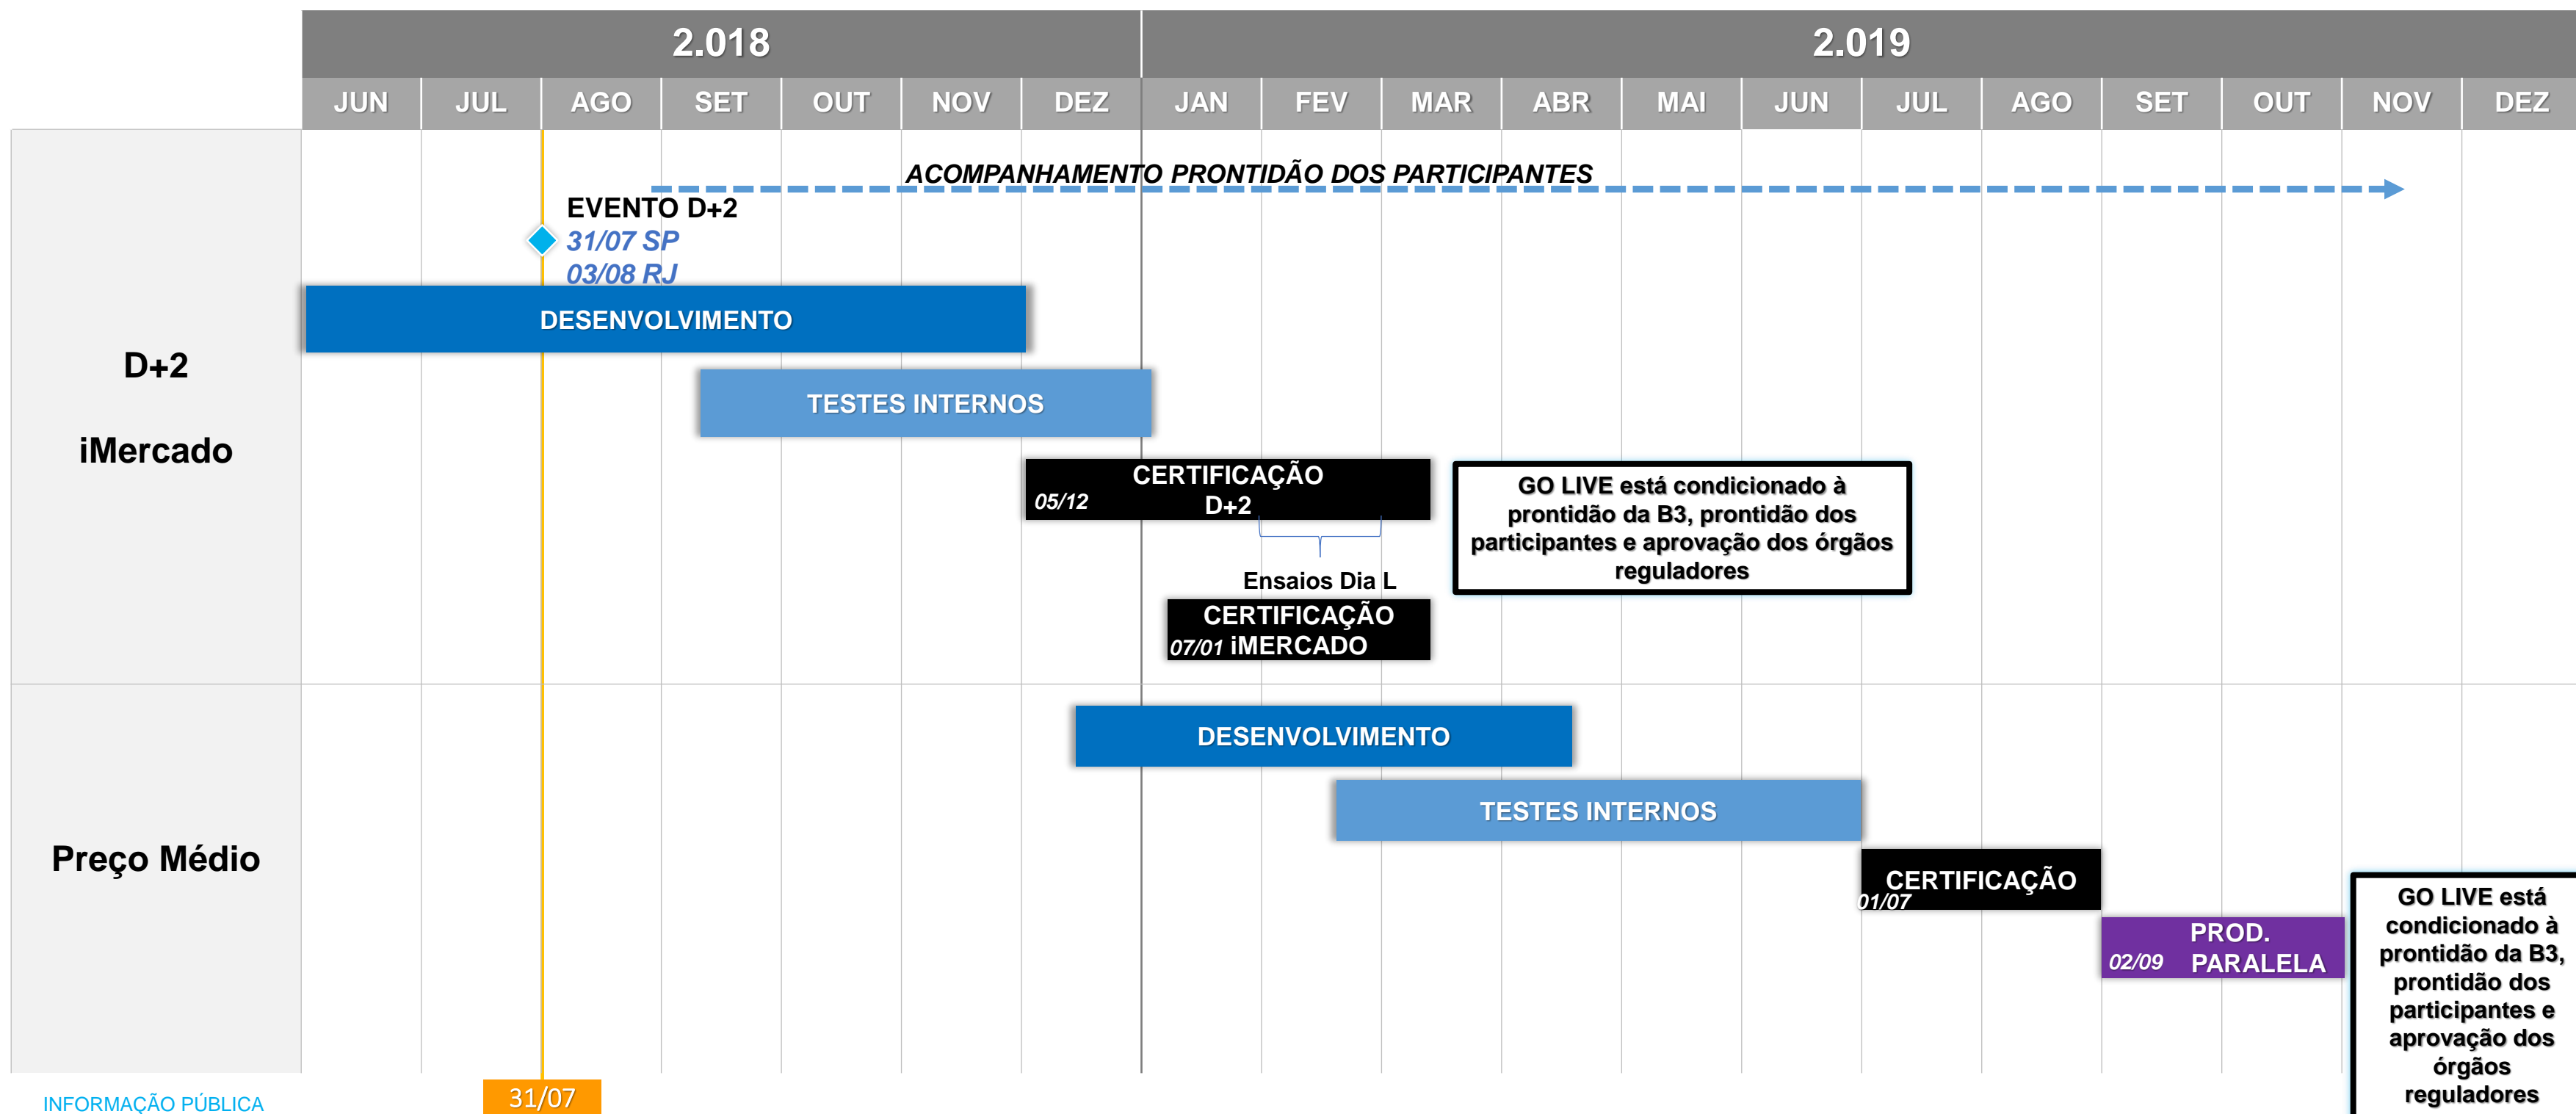 2.018
2.019
JUN JUL AGO SET OUT NOV DEZ JAN FEV MAR ABR MAI JUN JUL AGO SET OUT NOV DEZ
ACOMPANHAMENTO PRONTIDÃO DOS PARTICIPANTES
EVENTO D+2
31/07 SP
03/08 RJ
D+2
iMercado
DESENVOLVIMENTO
TESTES INTERNOS
CERTIFICAÇÃO
05/12 D+2
Ensaios Dia L
CERTIFICAÇÃO
07/01 iMERCADO
GO LIVE está condicionado à
prontidão da B3, prontidão dos
participantes e aprovação dos órgãos
reguladores
Preço Médio
DESENVOLVIMENTO
TESTES INTERNOS
CERTIFICAÇÃO
01/07
PROD.
02/09 PARALELA
GO LIVE está
condicionado à
prontidão da B3,
prontidão dos
participantes e
aprovação dos
órgãos
reguladores
31/07
INFORMAÇÃO PÚBLICA